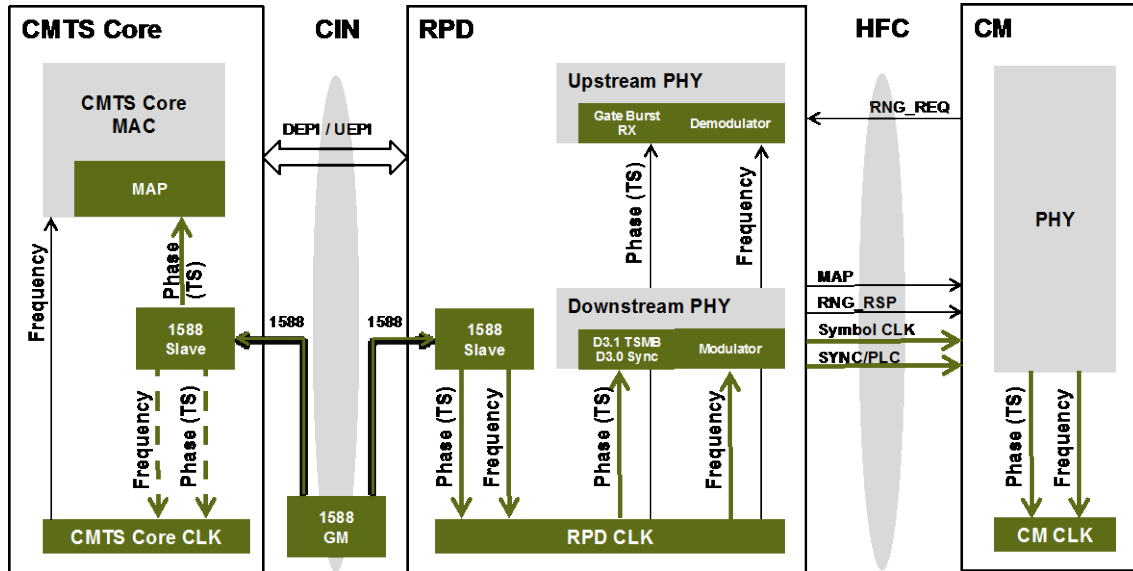 CMTS Core
CIN
RPD
HFC
CM
CMTS Core
MAC
MAP
DEPI / UEPI
Upstream PHY
Gate Burst
RX
Demodulator
RNG_REQ
PHY
Frequency
Phase
(TS)
Phase (TS)
Frequency
MAP
RNG_RSP
Symbol CLK
SYNC/PLC
1588
Slave
1588
1588
1588
Slave
Downstream PHY
D3.1 TSMB
D3.0 Sync
Modulator
Frequency
Phase (TS)
Phase (TS)
Frequency
Phase (TS)
Frequency
Phase (TS)
Frequency
CMTS Core CLK
1588
GM
RPD CLK
CM CLK